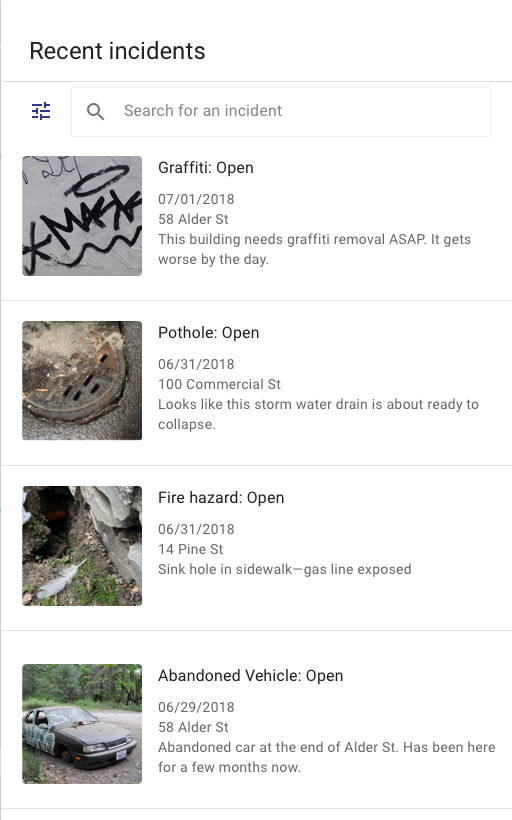 Recent incidents
Search for an incident
Graffiti: Open
07/01/2018
58 Alder St
This building needs graffiti removal ASAP. It gets
worse by the day.
Pothole: Open
06/31/2018
100 Commercial St
Looks like this storm water drain is about ready to
collapse.
Fire hazard: Open
06/31/2018
14 Pine St
Sink hole in sidewalk—gas line exposed
Abandoned Vehicle: Open
06/29/2018
58 Alder St
Abandoned car at the end of Alder St. Has been here
for a few months now.